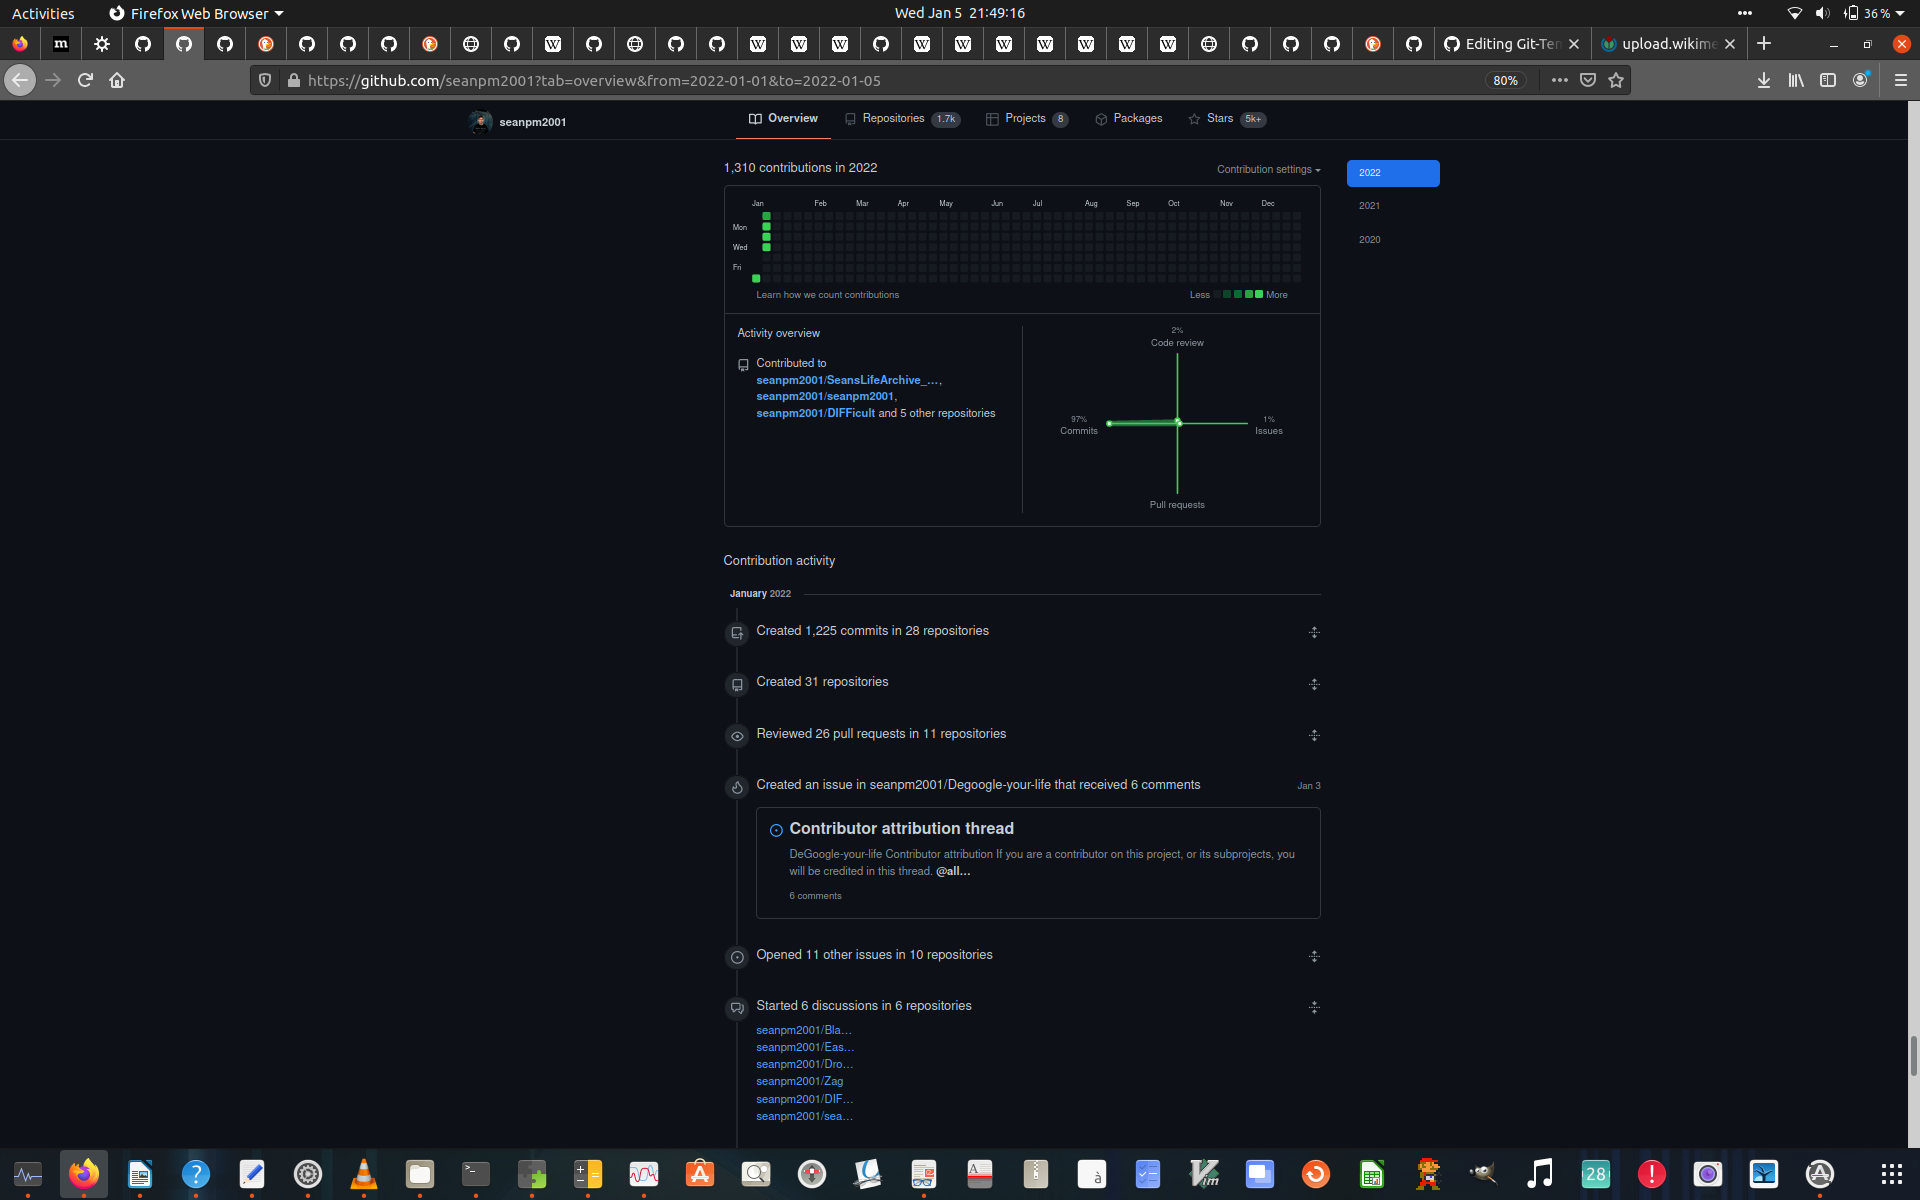 Activities
Firefox Web Browser
Wed Jan 5 21:49:16
36 %
Editing Git-Ten
upload.wikime
https://github.com/seanpm2001?tab=overview&from=2022-01-01&to=2022-01-05
80%
seanpm2001
Overview
Repositories 1.7k
Projects 8
Packages
Stars 5k+
1,310 contributions in 2022
Contribution settings
2022
2021
2020
Jan Feb Mar Apr May Jun Jul Aug Sep Oct Nov Dec
Mon
Wed
Fri
Learn how we count contributions
Less More
Activity overview
Contributed to
seanpm2001/SeansLifeArchive_...,
seanpm2001/seanpm2001,
seanpm2001/DIFFicult and 5 other repositories
2%
Code review
97%
Commits
1%
Issues
Pull requests
Contribution activity
January 2022
Created 1,225 commits in 28 repositories
Created 31 repositories
Reviewed 26 pull requests in 11 repositories
Created an issue in seanpm2001/Degoogle-your-life that received 6 comments
Jan 3
Contributor attribution thread
DeGoogle-your-life Contributor attribution If you are a contributor on this project, or its subprojects, you
will be credited in this thread. @all...
6 comments
Opened 11 other issues in 10 repositories
Started 6 discussions in 6 repositories
seanpm2001/Bla...
seanpm2001/Eas...
seanpm2001/Dro...
seanpm2001/Zag
seanpm2001/DIF...
seanpm2001/sea...
28